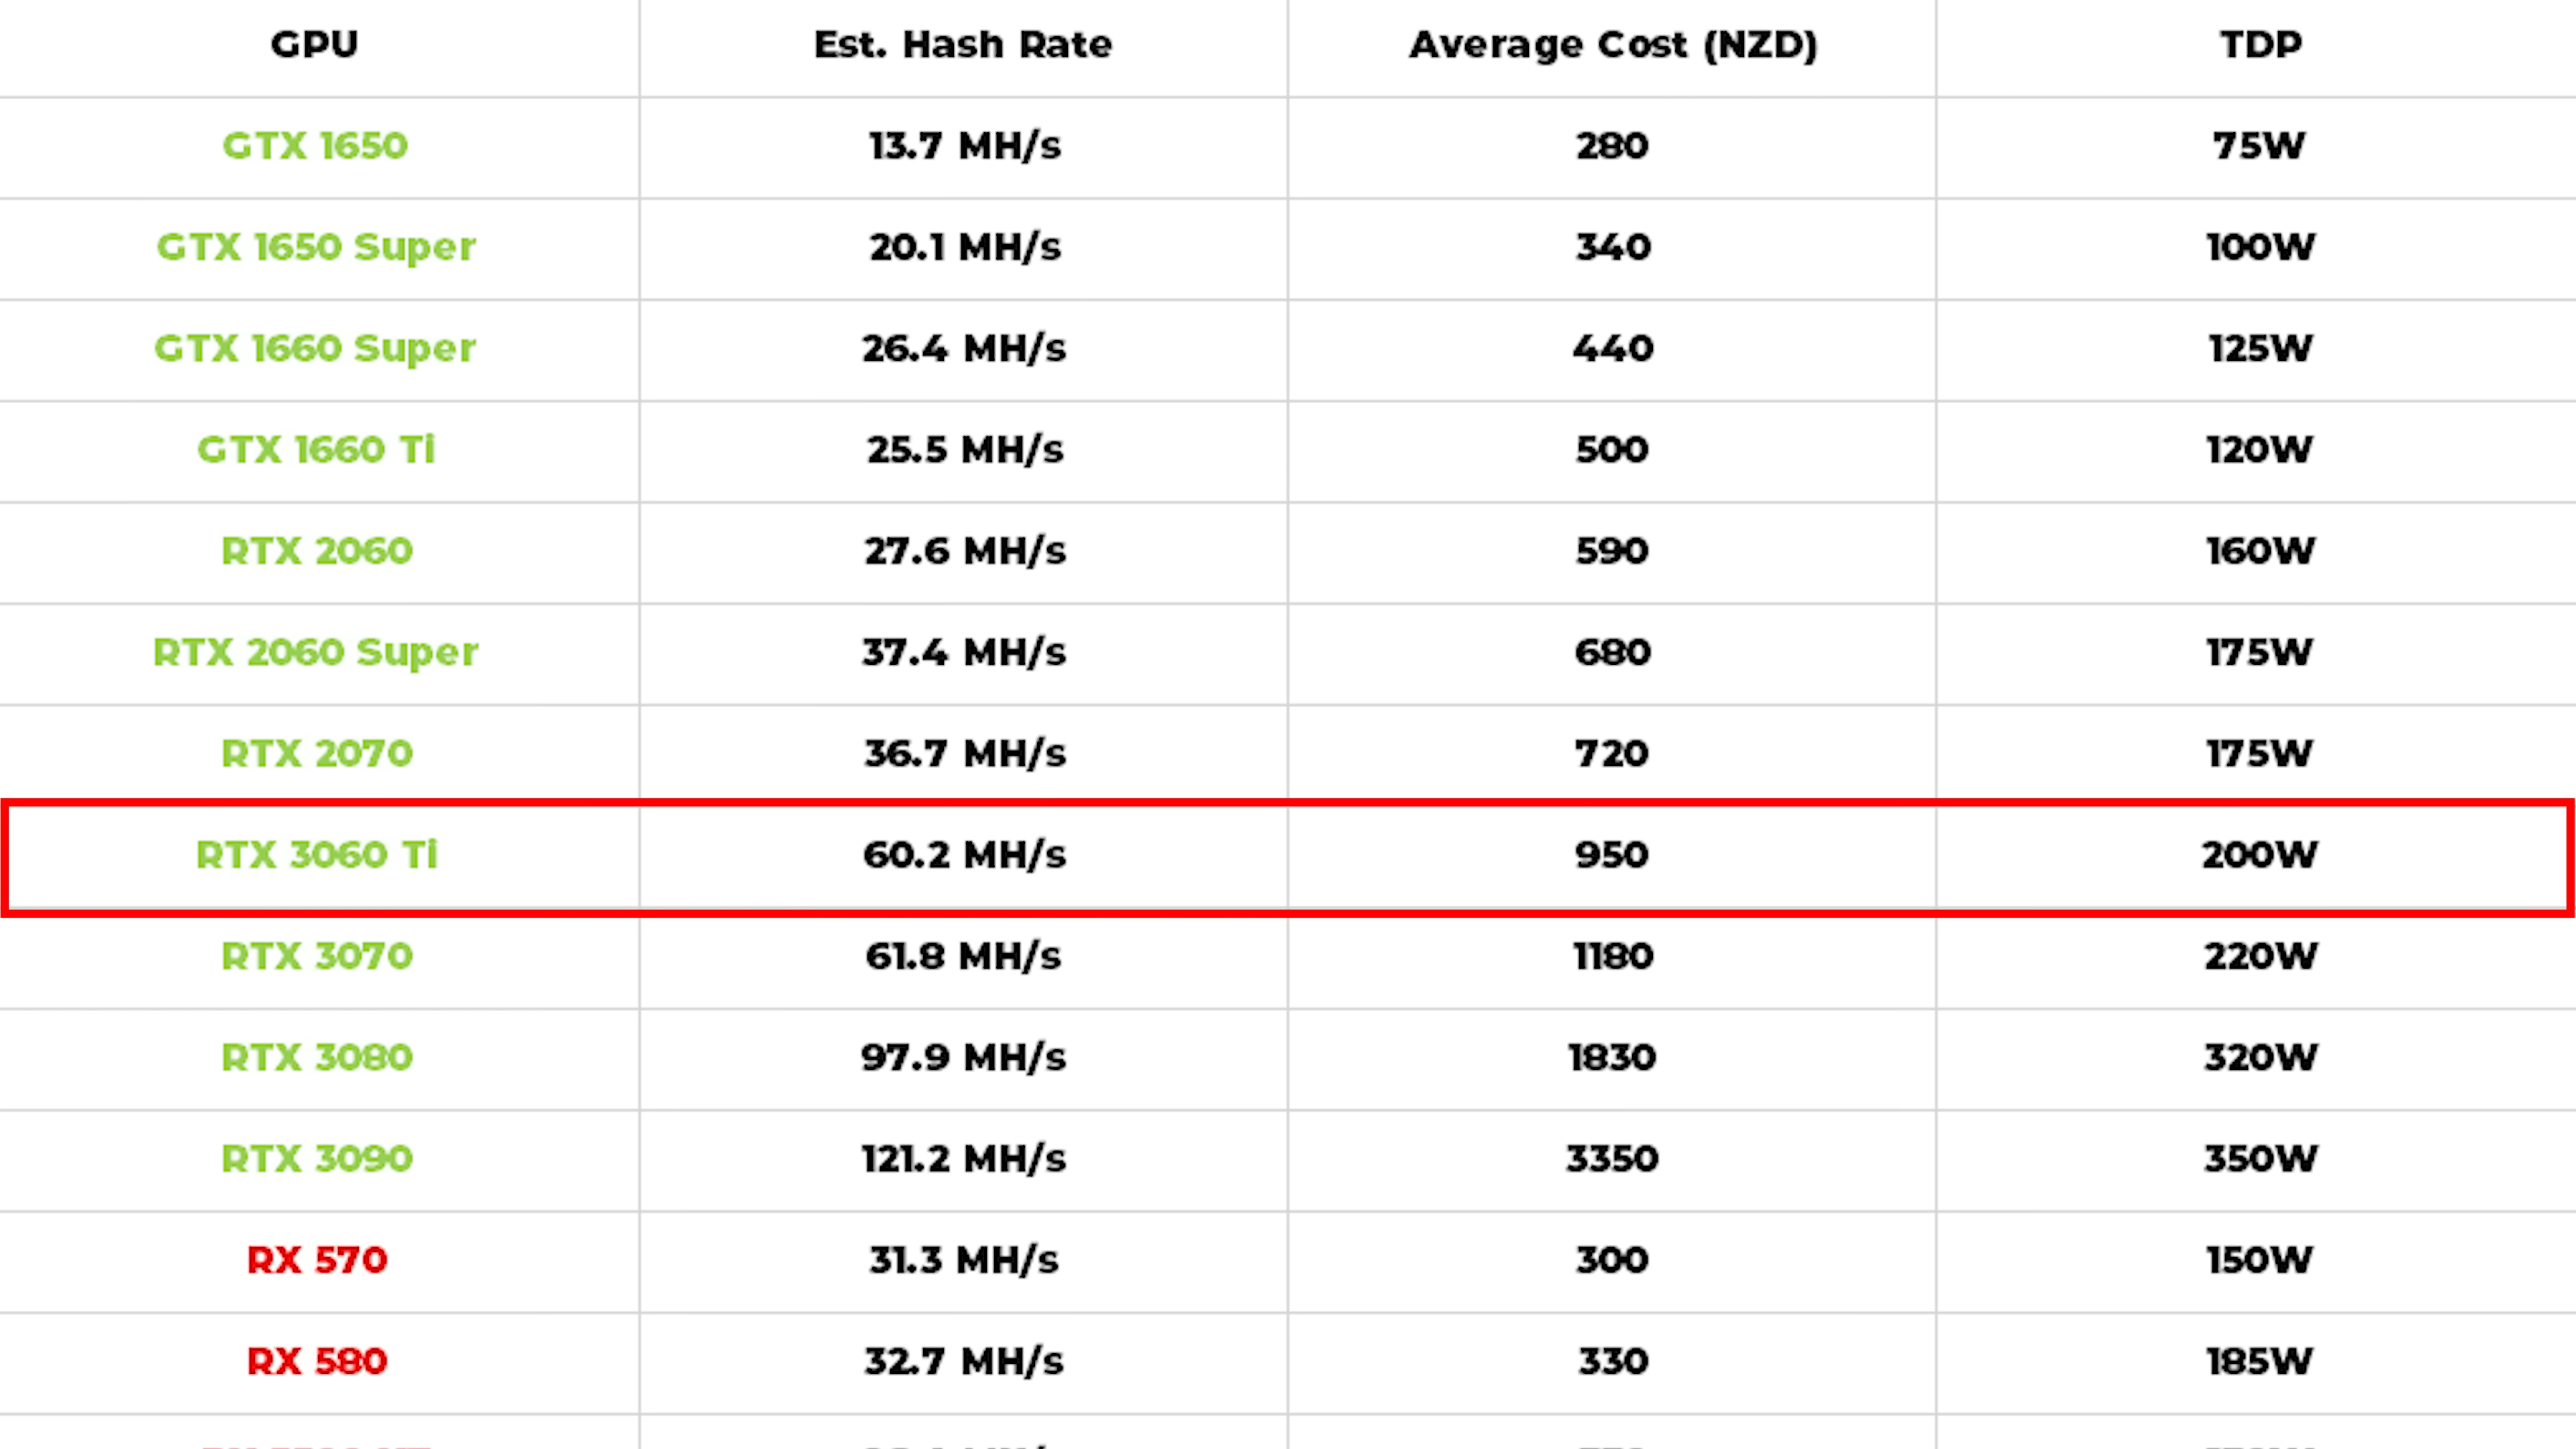 GPU Est. Hash Rate Average Cost (NZD) TDP
GTX 1650 13.7 MH/s 280 75W
GTX 1650 Super 20.1 MH/s 340 100W
GTX 1660 Super 26.4 MH/s 440 125W
GTX 1660 Ti 25.5 MH/s 500 120W
RTX 2060 27.6 MH/s 590 160W
RTX 2060 Super 37.4 MH/s 680 175W
RTX 2070 36.7 MH/s 720 175W
RTX 3060 Ti 60.2 MH/s 950 200W
RTX 3070 61.8 MH/s 1180 220W
RTX 3080 97.9 MH/s 1830 320W
RTX 3090 121.2 MH/s 3350 350W
RX 570 31.3 MH/s 300 150W
RX 580 32.7 MH/s 330 185W